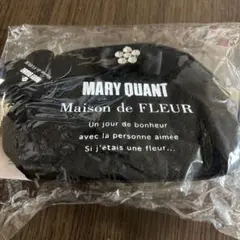 MARY QUANT
Maison de FLEUR
Un jour de bonheur
avec la personne aimée
Si j'étais une fleur...